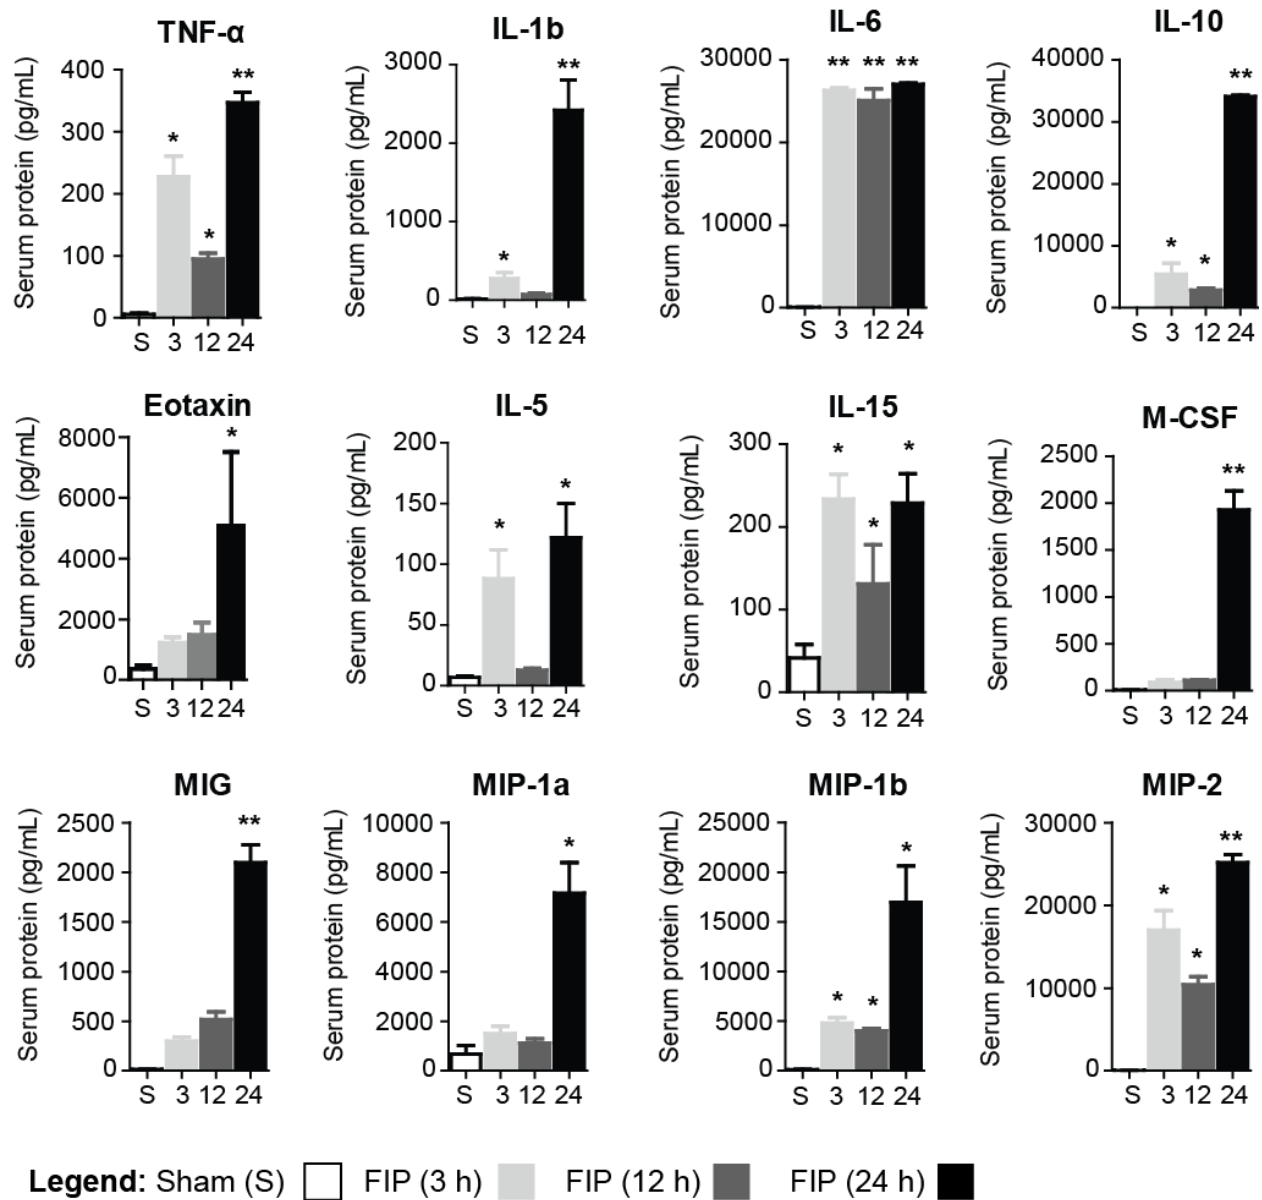 TNF-α
IL-1b
IL-6
IL-10
Serum protein (pg/mL)
400
300
200
100
0
*
*
**
S 3 12 24
Serum protein (pg/mL)
3000
2000
1000
0
*
**
S 3 12 24
Serum protein (pg/mL)
30000
20000
10000
0
** ** **
S 3 12 24
Serum protein (pg/mL)
40000
30000
20000
10000
0
*
*
**
S 3 12 24
Eotaxin
IL-5
IL-15
M-CSF
Serum protein (pg/mL)
8000
6000
4000
2000
0
*
S 3 12 24
Serum protein (pg/mL)
200
150
100
50
0
*
*
S 3 12 24
Serum protein (pg/mL)
300
200
100
0
*
*
*
S 3 12 24
Serum protein (pg/mL)
2500
2000
1500
1000
500
0
**
S 3 12 24
MIG
MIP-1a
MIP-1b
MIP-2
Serum protein (pg/mL)
2500
2000
1500
1000
500
0
**
S 3 12 24
Serum protein (pg/mL)
10000
8000
6000
4000
2000
0
*
S 3 12 24
Serum protein (pg/mL)
25000
20000
15000
10000
5000
0
*
*
*
S 3 12 24
Serum protein (pg/mL)
30000
20000
10000
0
*
*
**
S 3 12 24
Legend: Sham (S) FIP (3 h) FIP (12 h) FIP (24 h)